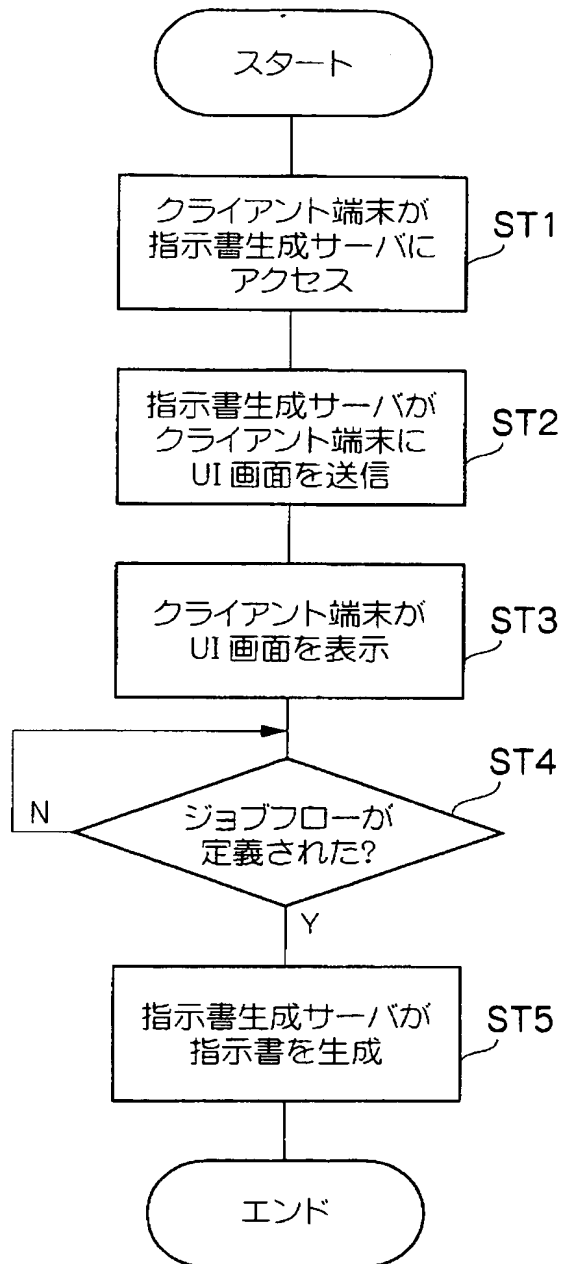 スタート
クライアント端末が
指示書生成サーバに
アクセス
ST1
指示書生成サーバが
クライアント端末に
UI 画面を送信
ST2
クライアント端末が
UI 画面を表示
ST3
ST4
ジョブフローが
定義された?
N
Y
指示書生成サーバが
指示書を生成
ST5
エンド